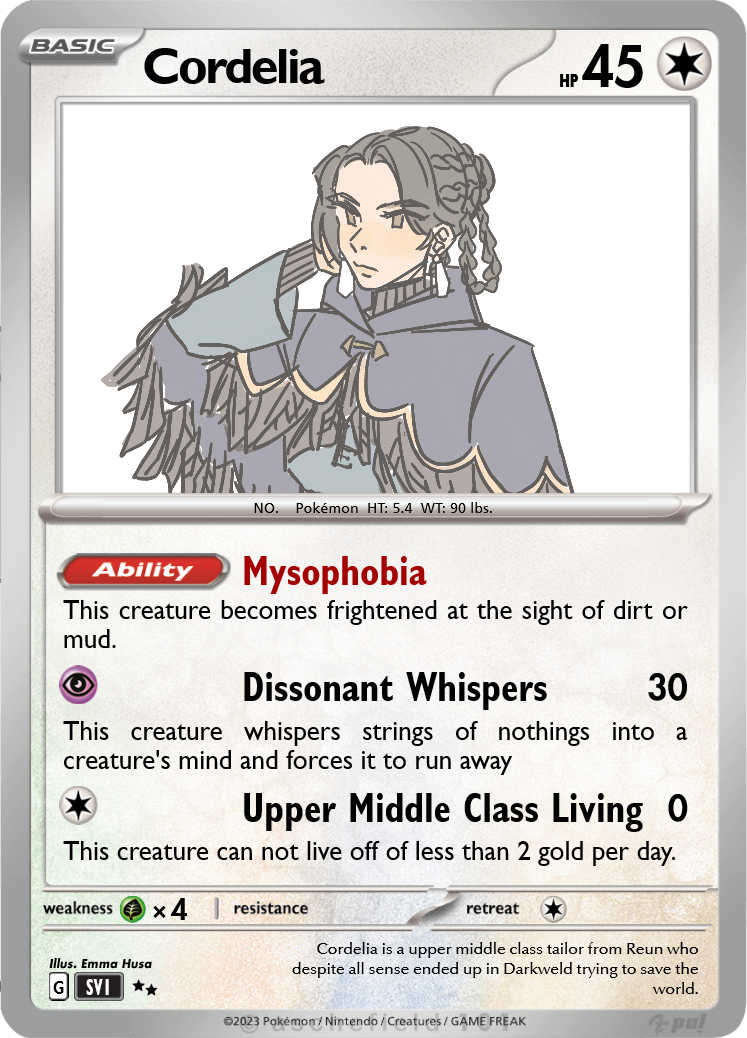 BASIC Cordelia HP 45
NO. Pokémon HT: 5.4 WT: 90 lbs.
Ability Mysophobia
This creature becomes frightened at the sight of dirt or
mud.
Dissonant Whispers 30
This creature whispers strings of nothings into a
creature's mind and forces it to run away
Upper Middle Class Living 0
This creature can not live off of less than 2 gold per day.
weakness × 4 resistance retreat
Cordelia is a upper middle class tailor from Reun who
despite all sense ended up in Darkweld trying to save the
world.
Illus. Emma Husa
G SVI
©2023 Pokémon / Nintendo / Creatures / GAME FREAK